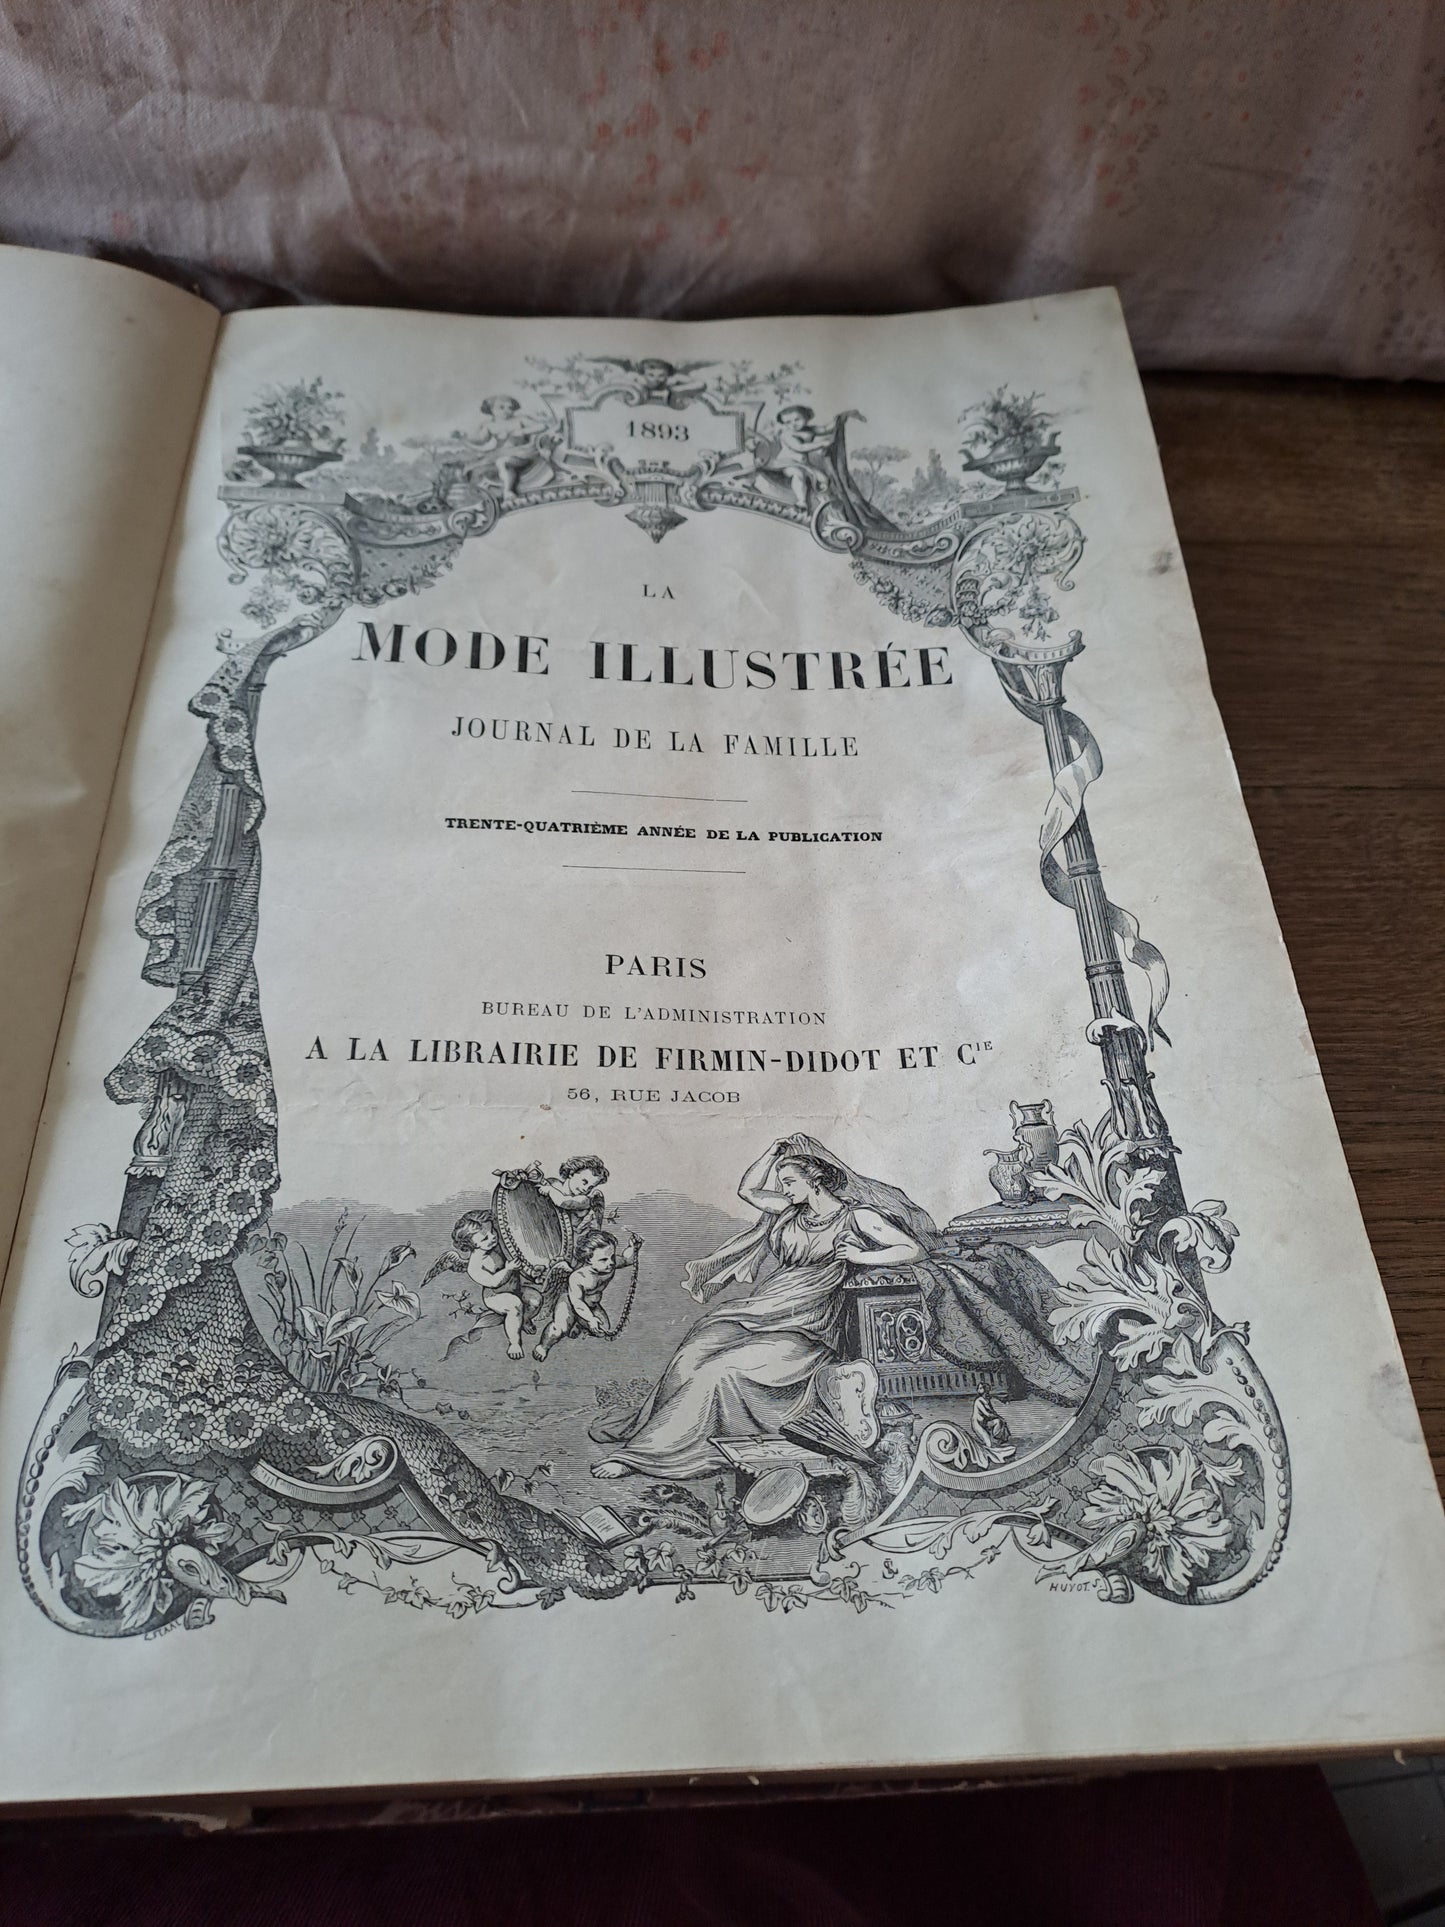 1893
LA
MODE ILLUSTRÉE
JOURNAL DE LA FAMILLE
TRENTE-QUATRIÈME ANNÉE DE LA PUBLICATION
PARIS
BUREAU DE L'ADMINISTRATION
A LA LIBRAIRIE DE FIRMIN-DIDOT ET CIE
56, RUE JACOB
HUYOT. S